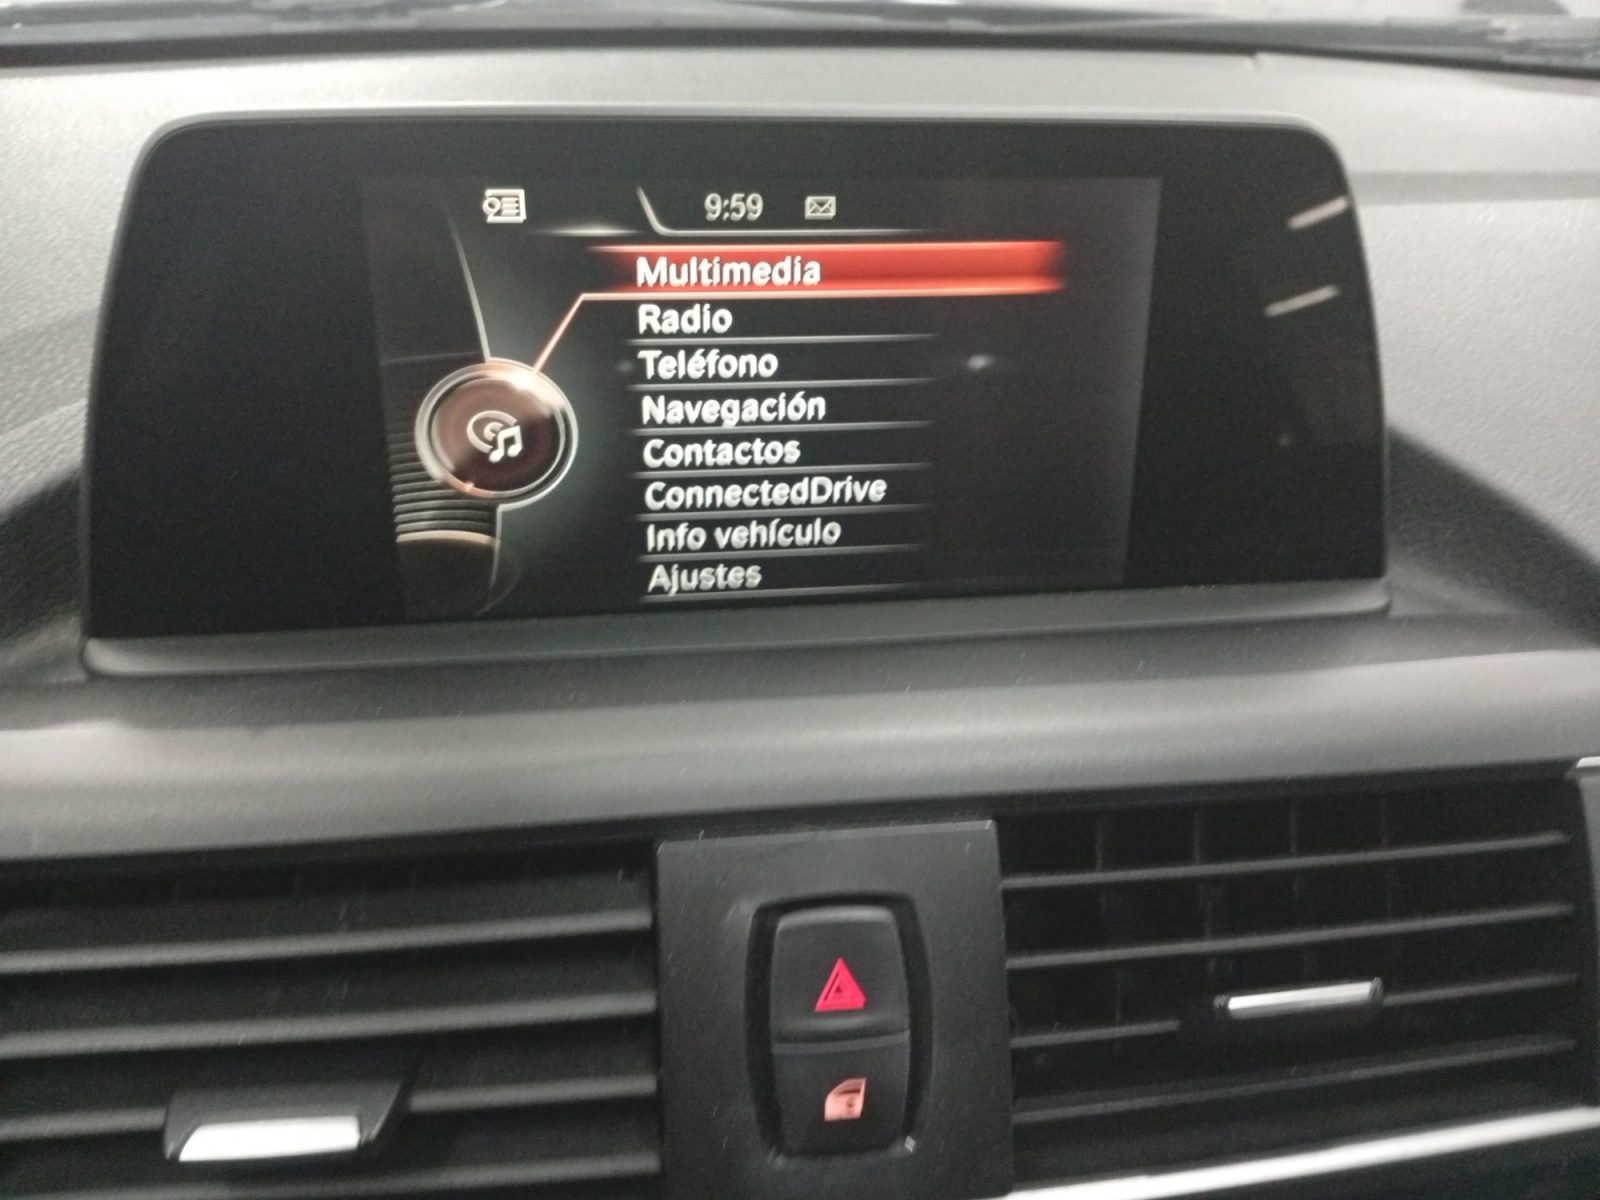 9:59
Multimedia
Radio
Teléfono
Navegación
Contactos
ConnectedDrive
Info vehículo
Ajustes